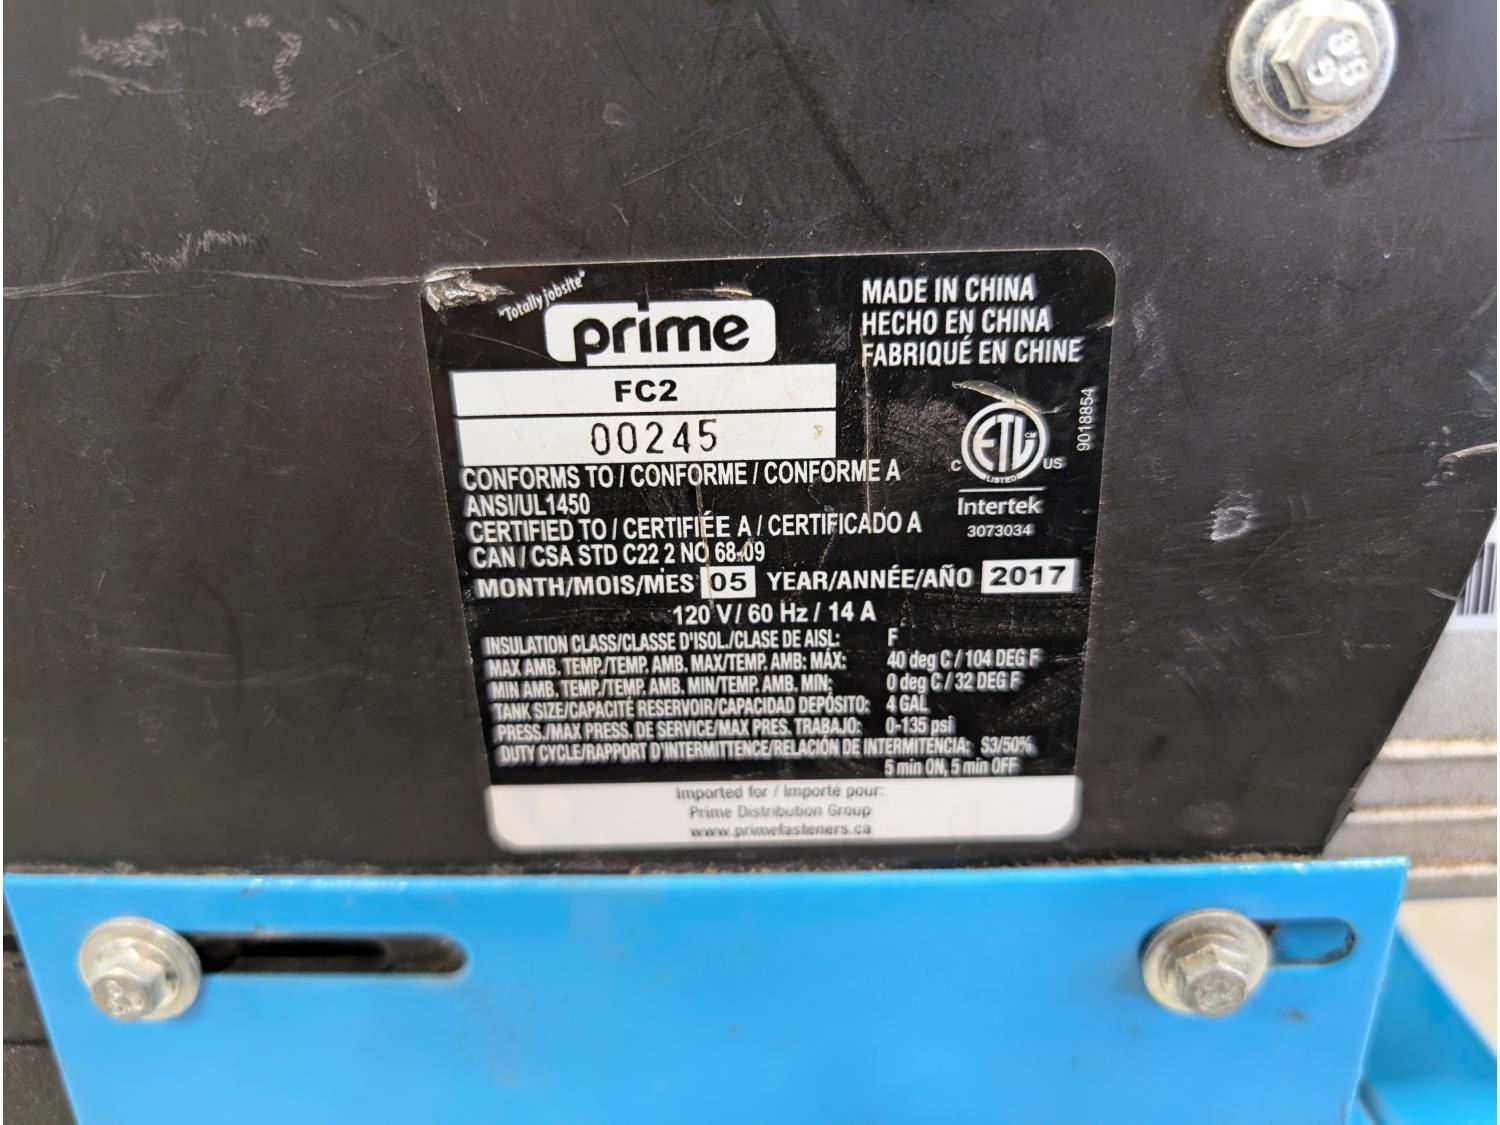 "Totally jobsite"
prime
FC2
00245
MADE IN CHINA
HECHO EN CHINA
FABRIQUÉ EN CHINE
ETL CM
LISTED
C US
Intertek
3073034
9018854
CONFORMS TO / CONFORME / CONFORME A
ANSI/UL1450
CERTIFIED TO / CERTIFIÉE A / CERTIFICADO A
CAN / CSA STD C22 2 NO 68-09
MONTH/MOIS/MES 05 YEAR/ANNÉE/AÑO 2017
120 V / 60 Hz / 14 A
INSULATION CLASS/CLASSE D'ISOL./CLASE DE AISL: F
MAX AMB. TEMP./TEMP. AMB. MAX/TEMP. AMB: MÁX: 40 deg C / 104 DEG F
MIN AMB. TEMP./TEMP. AMB. MIN/TEMP. AMB. MIN: 0 deg C / 32 DEG F
TANK SIZE/CAPACITÉ RESERVOIR/CAPACIDAD DEPÓSITO: 4 GAL
PRESS./MAX PRESS. DE SERVICE/MAX PRES. TRABAJO: 0-135 psi
DUTY CYCLE/RAPPORT D'INTERMITTENCE/RELACIÓN DE INTERMITENCIA: S3/50%
5 min ON, 5 min OFF
Imported for / Importé pour:
Prime Distribution Group
www.primefasteners.ca